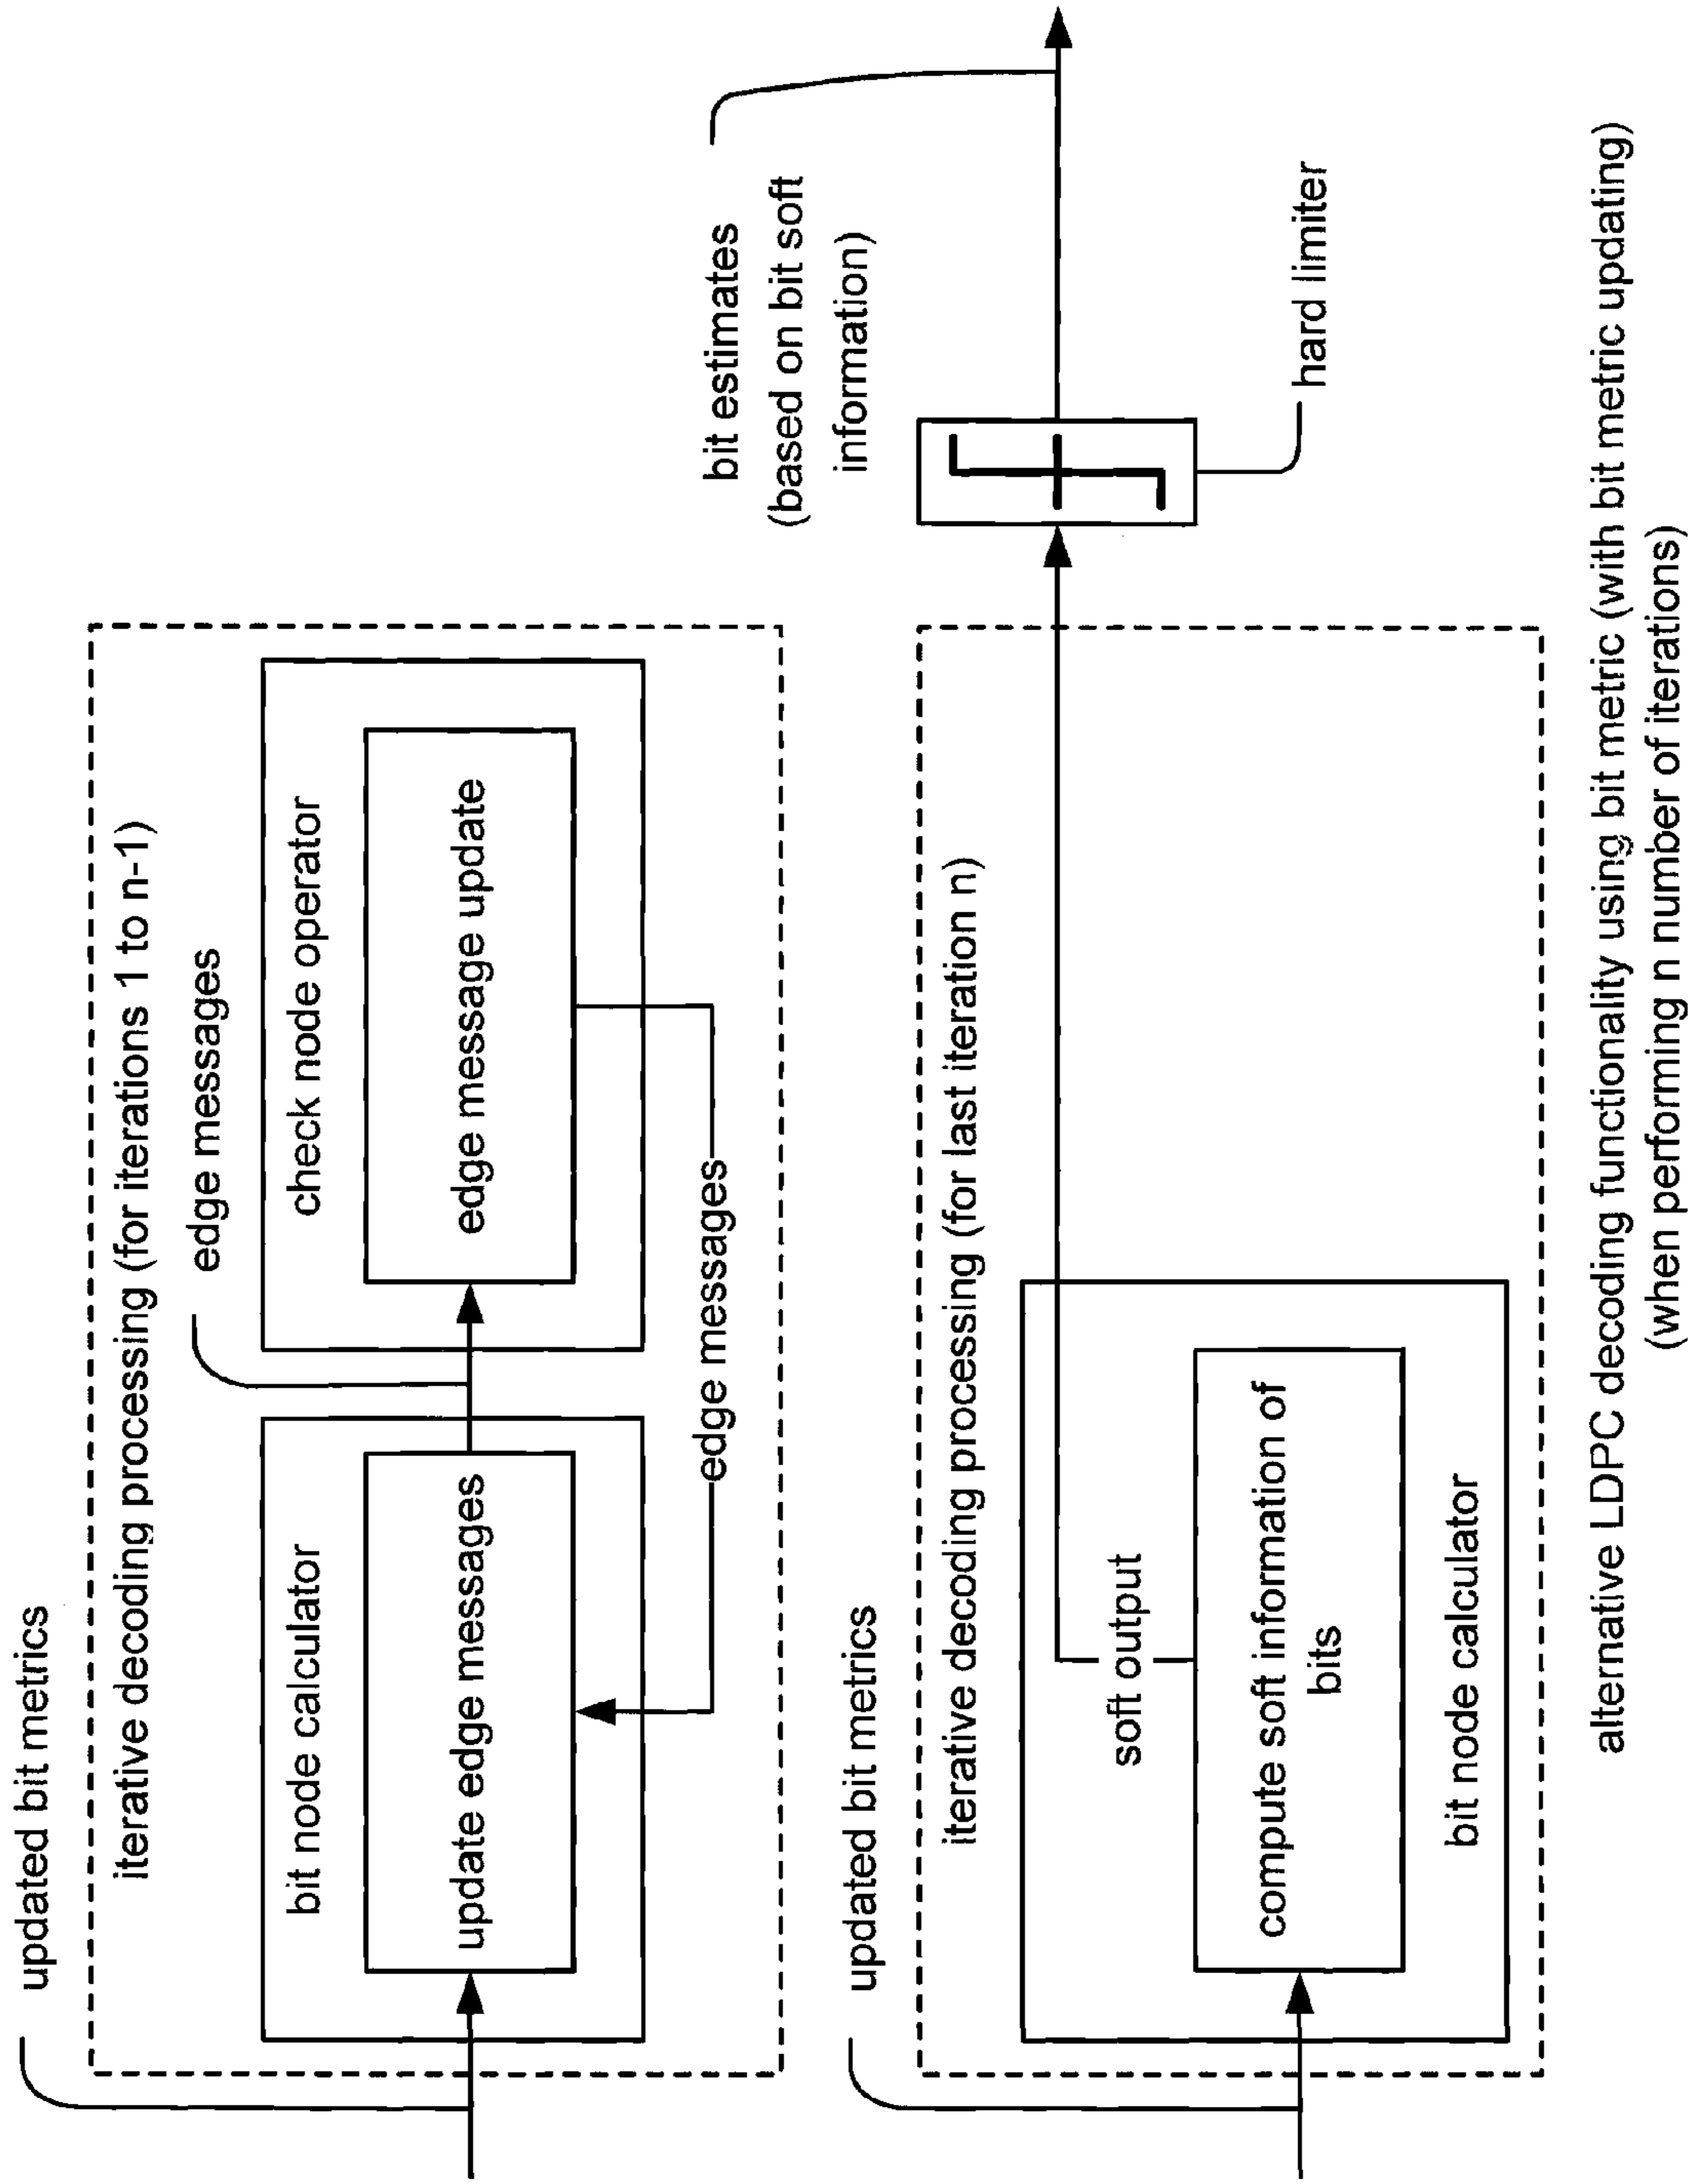 updated bit metrics
iterative decoding processing (for iterations 1 to n-1)
edge messages
bit node calculator
update edge messages
check node operator
edge message update
edge messages
updated bit metrics
iterative decoding processing (for last iteration n)
soft output
compute soft information of
bits
bit node calculator
bit estimates
(based on bit soft
information)
hard limiter
alternative LDPC decoding functionality using bit metric (with bit metric updating)
(when performing n number of iterations)